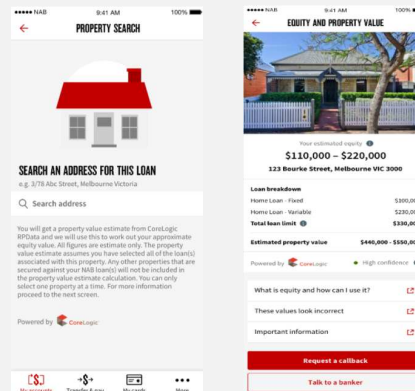 ●●●●● NAB 9:41 AM 100%
PROPERTY SEARCH
SEARCH AN ADDRESS FOR THIS LOAN
e.g. 3/78 Abc Street, Melbourne Victoria
Search address
You will get a property value estimate from CoreLogic
RPData and we will use this to work out your approximate
equity value. All figures are estimate only. The property
value estimate assumes you have selected all of the loan(s)
associated with this property. Any other properties that are
secured against your NAB loan(s) will not be included in
the property value estimate calculation. You can only
select one property at a time. For more information
proceed to the next screen.
Powered by CoreLogic
My accounts Transfer & pay My cards More
●●●●● NAB 9:41 AM 100%
EQUITY AND PROPERTY VALUE
Your estimated equity
$110,000 – $220,000
123 Bourke Street, Melbourne VIC 3000
Loan breakdown
Home Loan - Fixed $100,00
Home Loan - Variable $230,00
Total loan limit $330,00
Estimated property value $440,000 - $550,00
Powered by CoreLogic ● High confidence
What is equity and how can I use it?
These values look incorrect
Important information
Request a callback
Talk to a banker